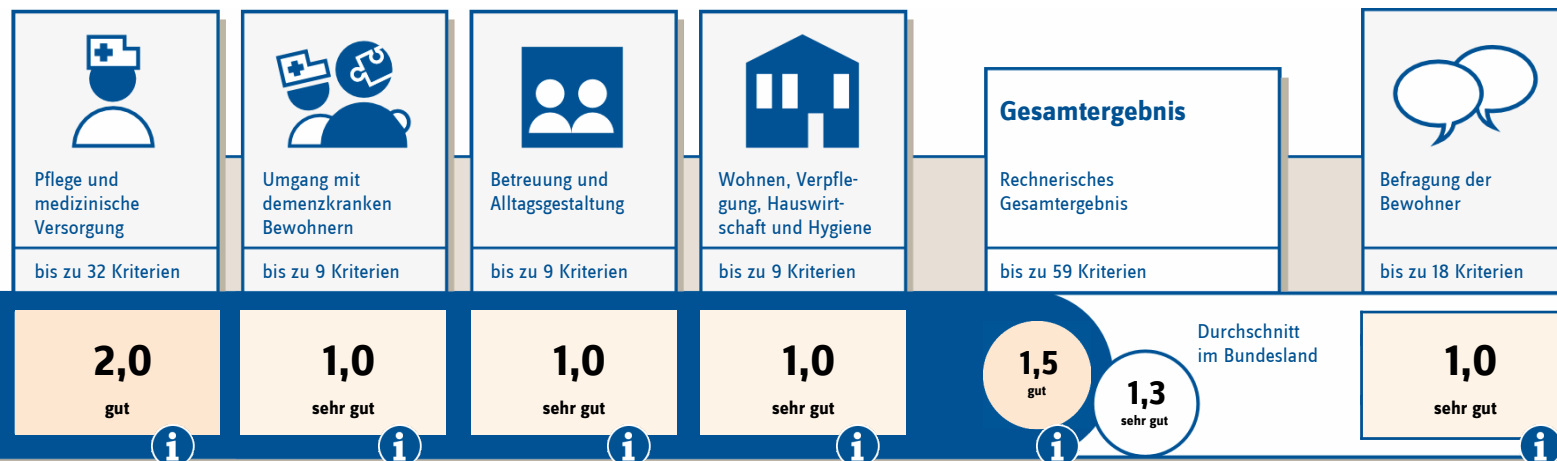 Pflege und
medizinische
Versorgung
bis zu 32 Kriterien
2,0
gut
i
Umgang mit
demenzkranken
Bewohnern
bis zu 9 Kriterien
1,0
sehr gut
i
Betreuung und
Alltagsgestaltung
bis zu 9 Kriterien
1,0
sehr gut
i
Wohnen, Verpfle-
gung, Hauswirt-
schaft und Hygiene
bis zu 9 Kriterien
1,0
sehr gut
i
Gesamtergebnis
Rechnerisches
Gesamtergebnis
bis zu 59 Kriterien
1,5
gut
i
1,3
sehr gut
Durchschnitt
im Bundesland
Befragung der
Bewohner
bis zu 18 Kriterien
1,0
sehr gut
i